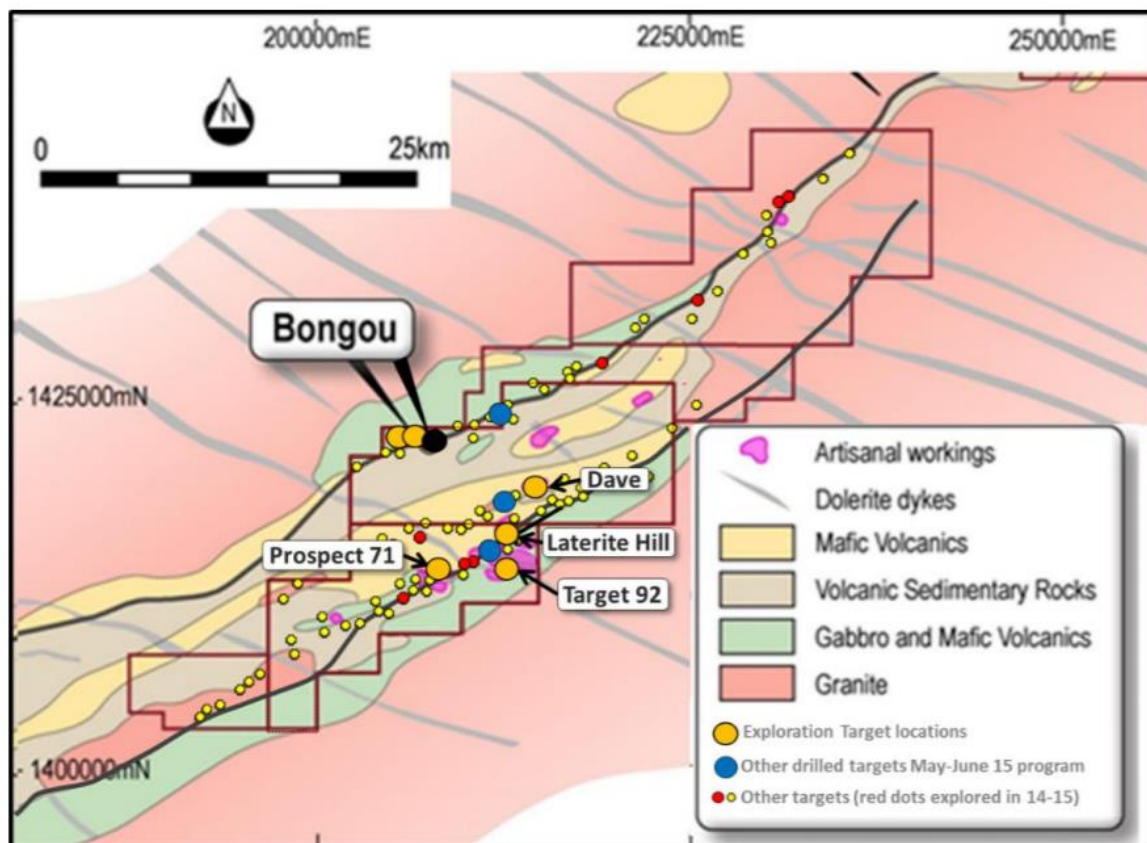 200000mE
225000mE
250000mE
N
0
25km
Bongou
1425000mN
Dave
Laterite Hill
Prospect 71
Target 92
1400000mN
Artisanal workings
Dolerite dykes
Mafic Volcanics
Volcanic Sedimentary Rocks
Gabbro and Mafic Volcanics
Granite
Exploration Target locations
Other drilled targets May-June 15 program
Other targets (red dots explored in 14-15)